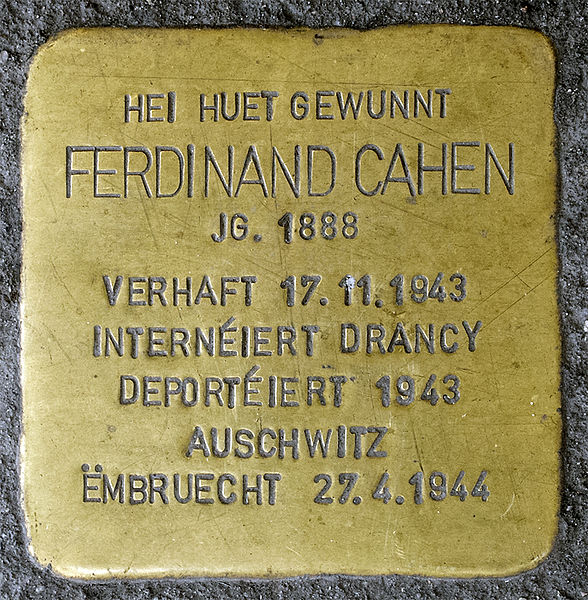 HEI HUET GEWUNNT
FERDINAND CAHEN
JG. 1888
VERHAFT 17.11.1943
INTERNÉIERT DRANCY
DEPORTÉIERT 1943
AUSCHWITZ
ËMBRUECHT 27.4.1944